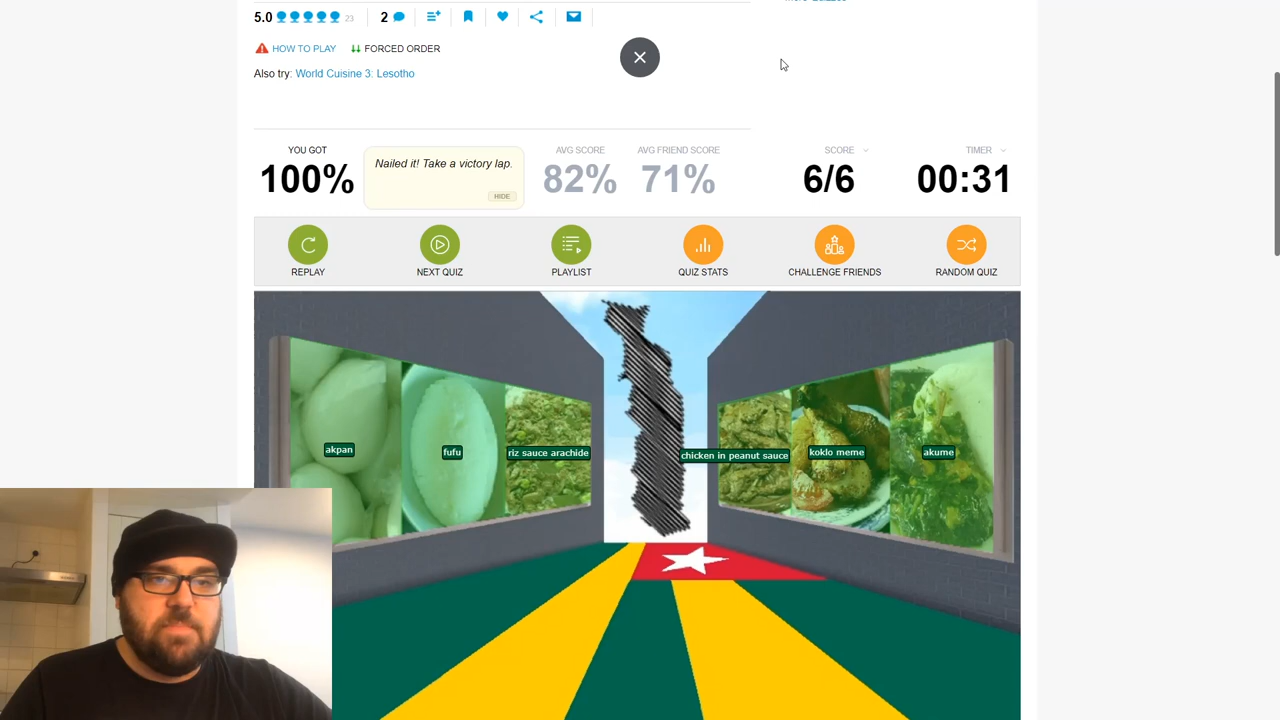 5.0 23 2
HOW TO PLAY FORCED ORDER
Also try: World Cuisine 3: Lesotho
YOU GOT
100%
Nailed it! Take a victory lap.
HIDE
AVG SCORE
82%
AVG FRIEND SCORE
71%
SCORE
6/6
TIMER
00:31
REPLAY
NEXT QUIZ
PLAYLIST
QUIZ STATS
CHALLENGE FRIENDS
RANDOM QUIZ
akpan
fufu
riz sauce arachide
chicken in peanut sauce
koklo meme
akume